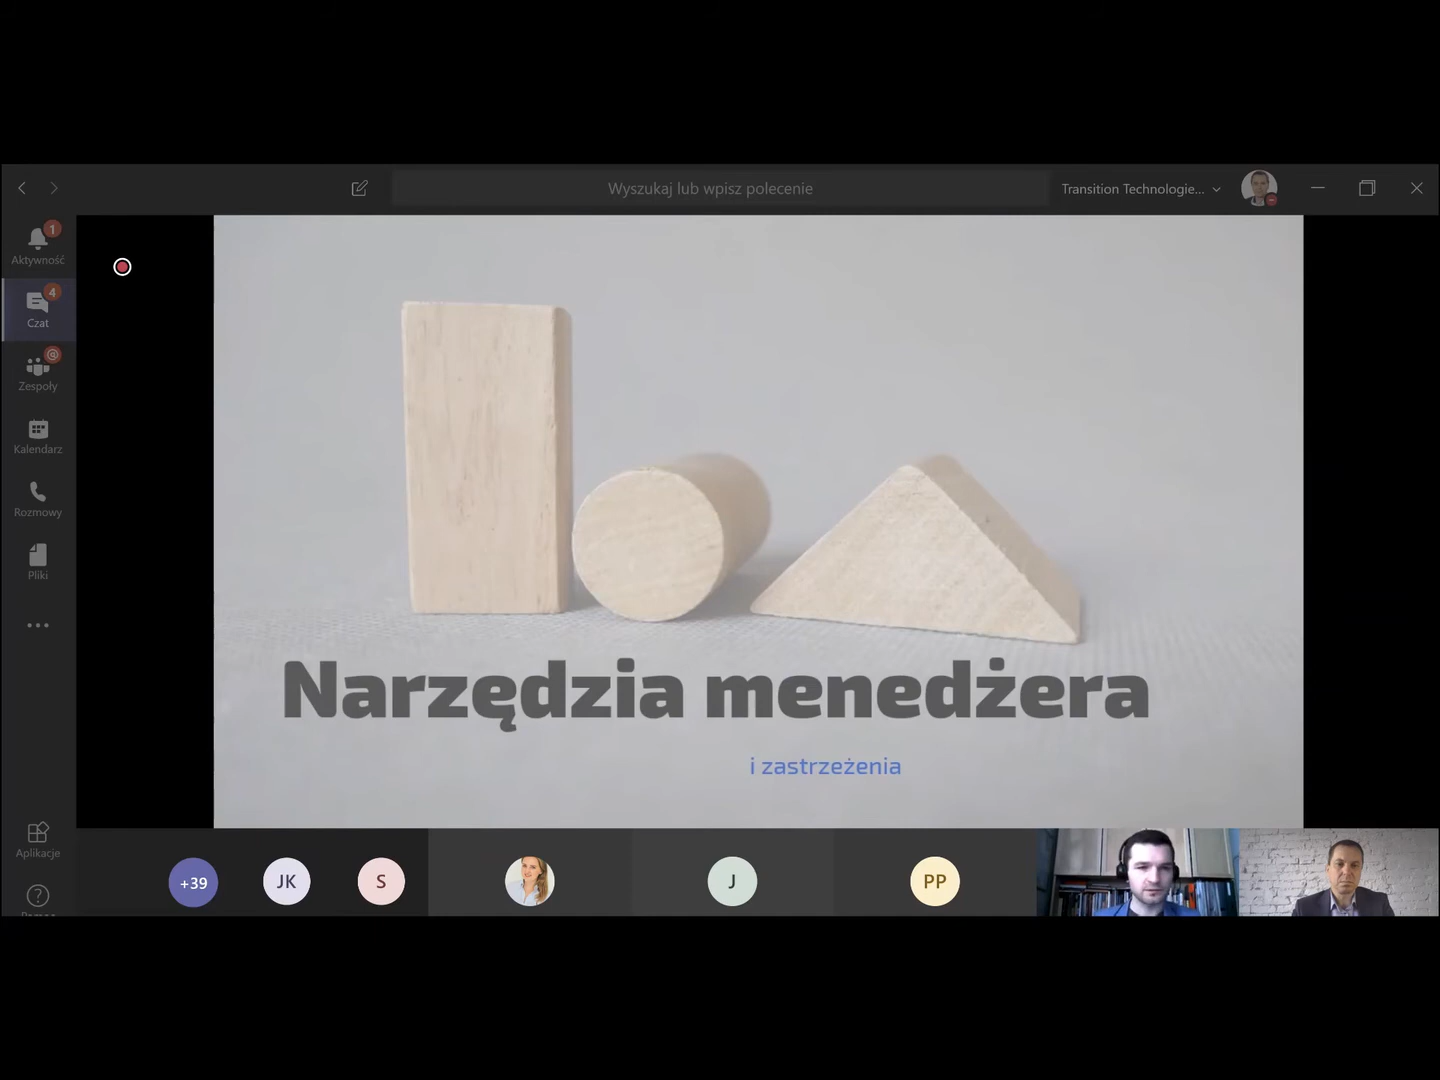 Wyszukaj lub wpisz polecenie
Transition Technologie...
1
Aktywność
4
Czat
@
Zespoły
Kalendarz
Rozmowy
Pliki
Narzędzia menedżera
i zastrzeżenia
Aplikacje
+39
JK
S
J
PP